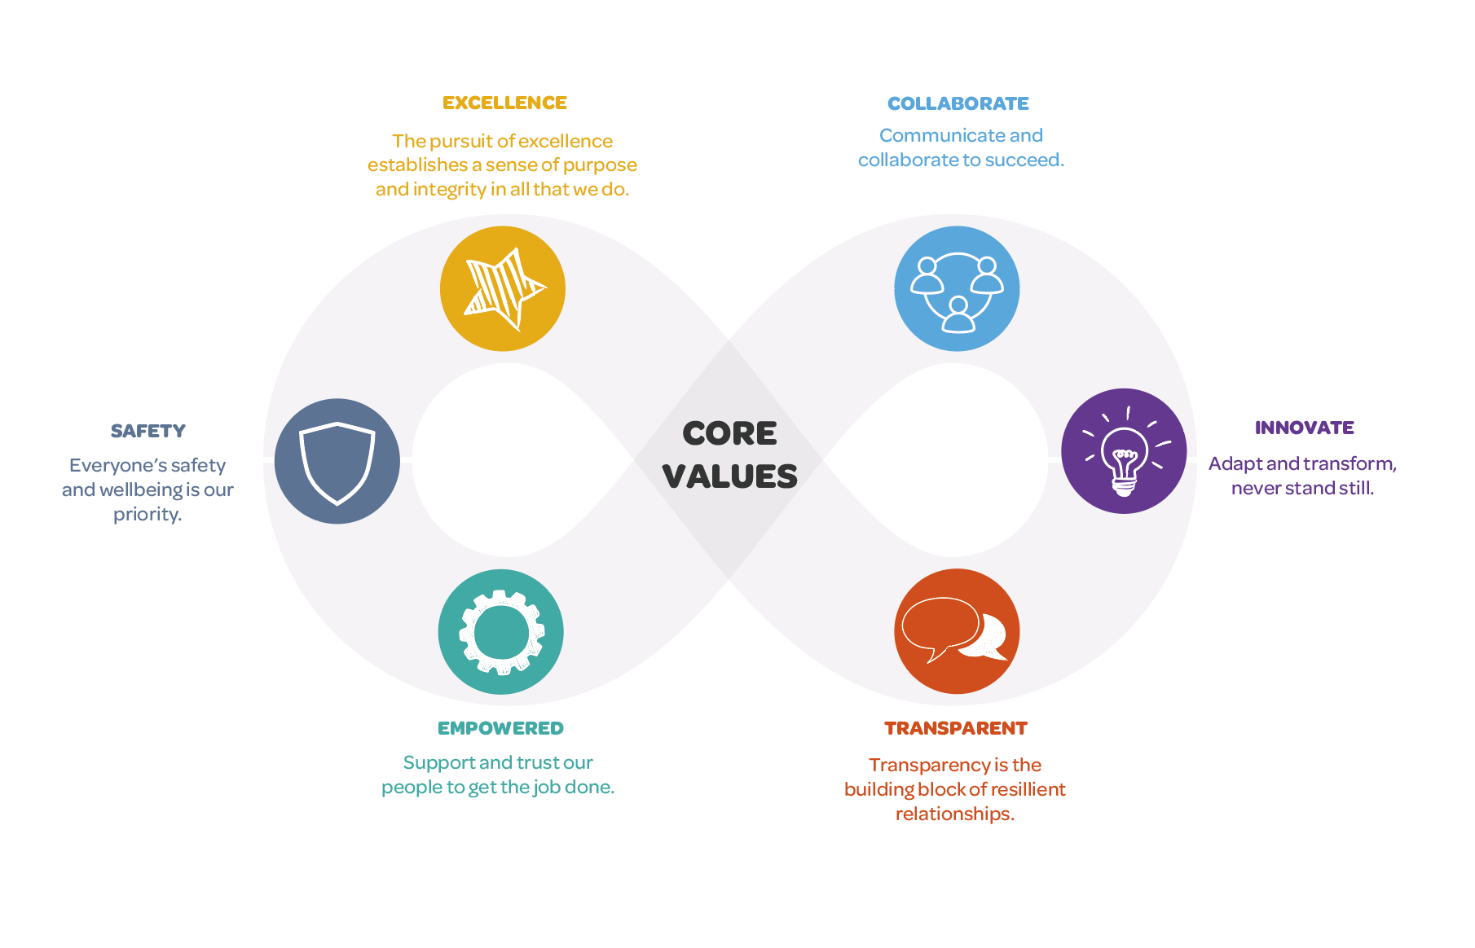 EXCELLENCE
The pursuit of excellence
establishes a sense of purpose
and integrity in all that we do.
COLLABORATE
Communicate and
collaborate to succeed.
SAFETY
Everyone's safety
and wellbeing is our
priority.
CORE
VALUES
INNOVATE
Adapt and transform,
never stand still.
EMPOWERED
Support and trust our
people to get the job done.
TRANSPARENT
Transparency is the
building block of resillient
relationships.